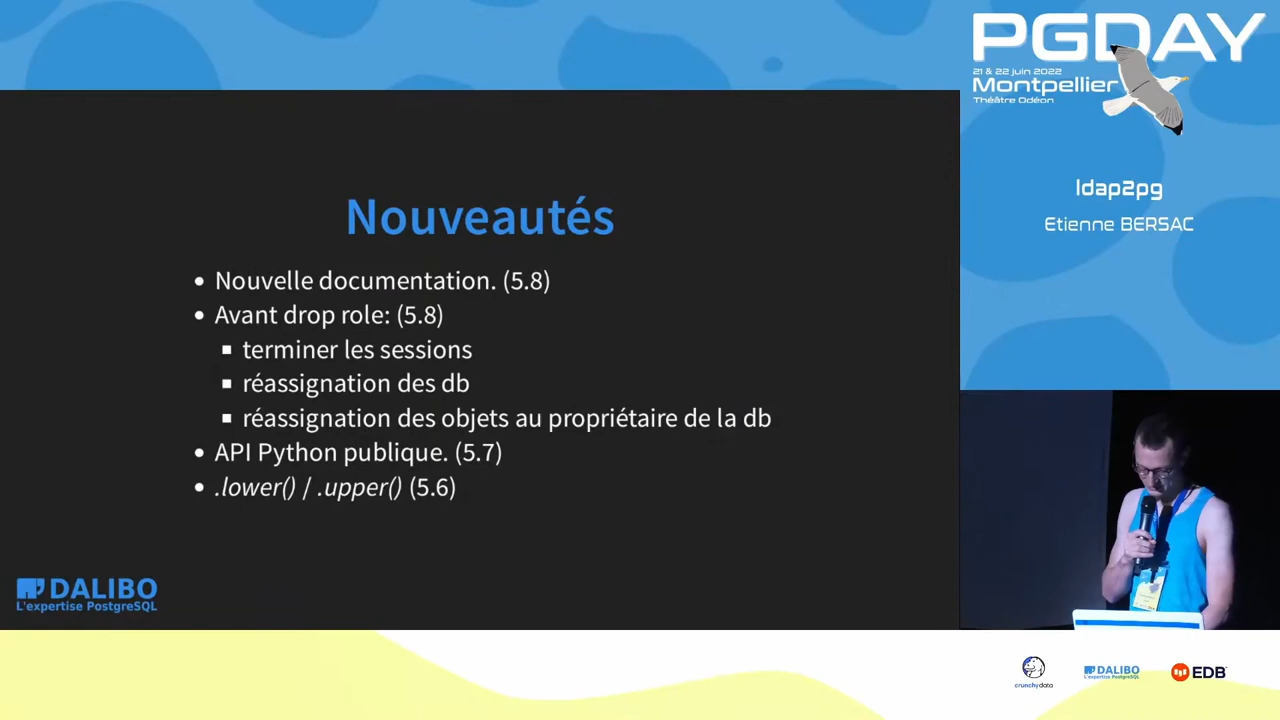 PGDAY
21 & 22 juin 2022
Montpellier
Théâtre Odéon
ldap2pg
Etienne BERSAC
Nouveautés
• Nouvelle documentation. (5.8)
• Avant drop role: (5.8)
▪ terminer les sessions
▪ réassignation des db
▪ réassignation des objets au propriétaire de la db
• API Python publique. (5.7)
• .lower() / .upper() (5.6)
DALIBO
L'expertise PostgreSQL
crunchydata
DALIBO
L'expertise PostgreSQL
EDB